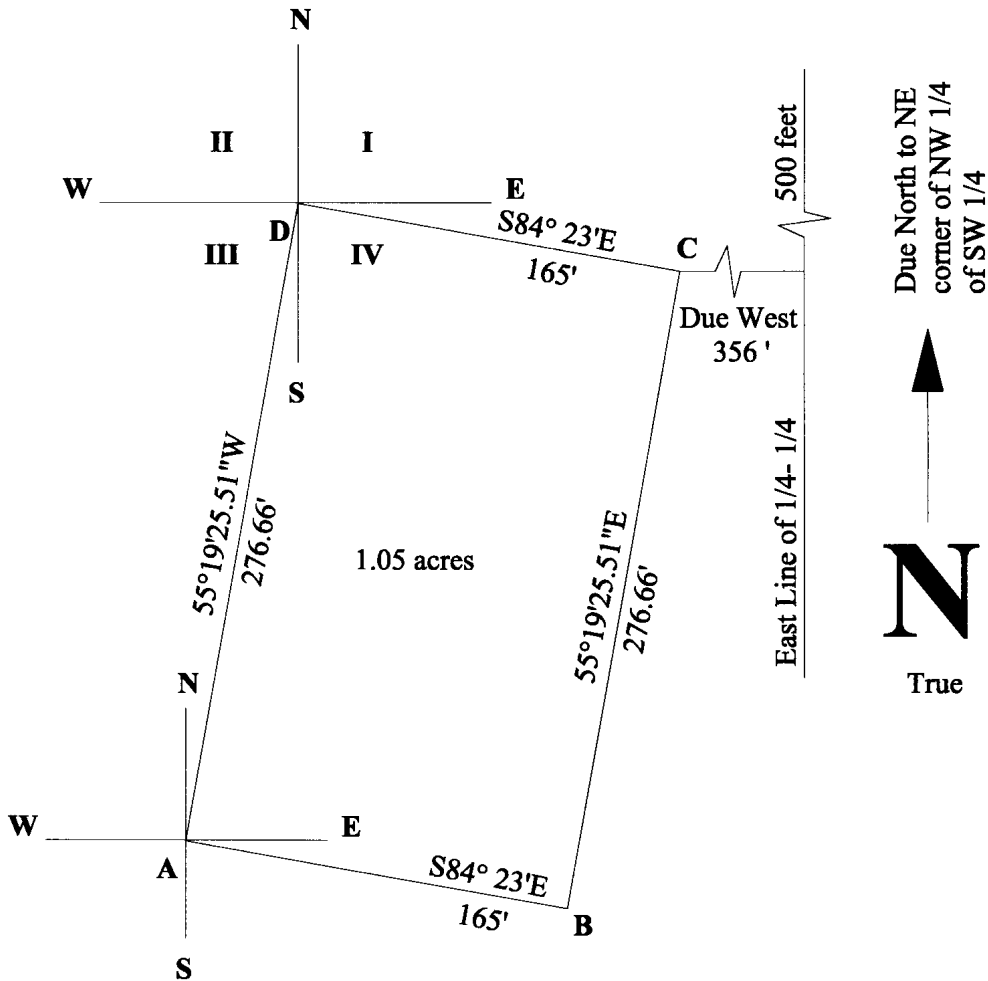 N
II
I
W
E
D
S84° 23'E
165'
C
III
IV
S
Due West
356 '
500 feet
East Line of 1/4- 1/4
Due North to NE
corner of NW 1/4
of SW 1/4
N
True
55°19'25.51"W
276.66'
1.05 acres
55°19'25.51"E
276.66'
N
W
E
A
S84° 23'E
165'
B
S